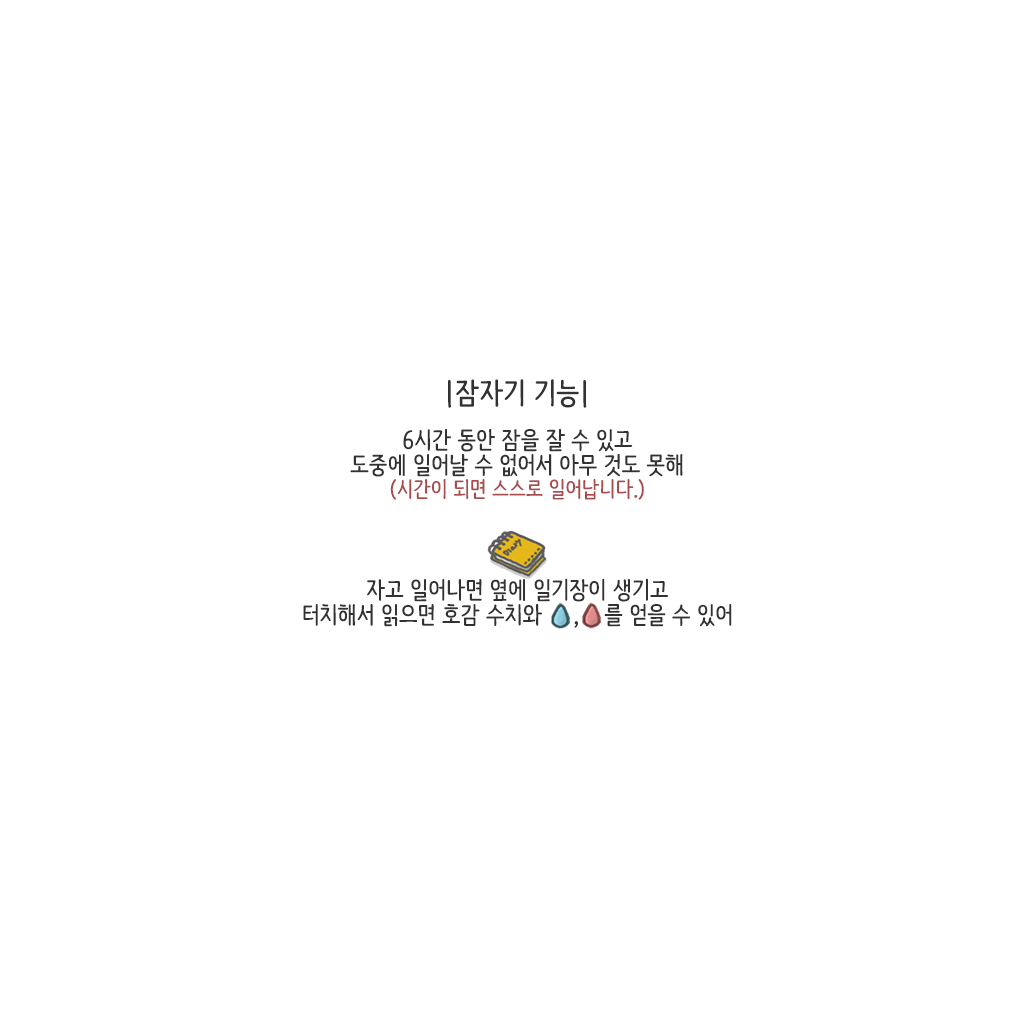 |잠자기 기능|
6시간 동안 잠을 잘 수 있고
도중에 일어날 수 없어서 아무 것도 못해
(시간이 되면 스스로 일어납니다.)
Diary
자고 일어나면 옆에 일기장이 생기고
터치해서 읽으면 호감 수치와 , 를 얻을 수 있어